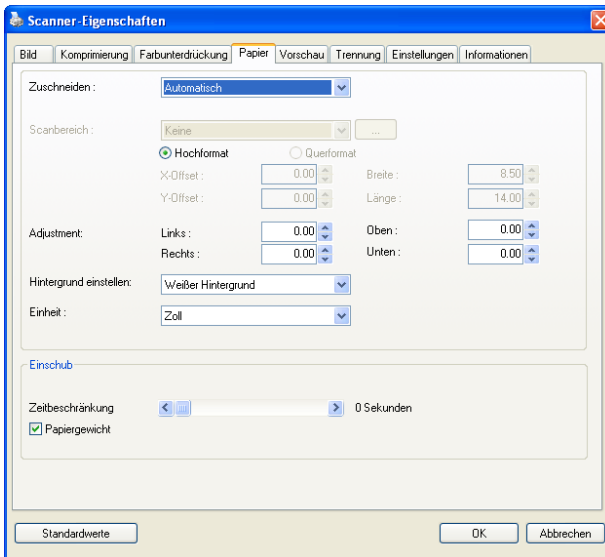 Scanner-Eigenschaften
Bild Komprimierung Farbunterdrückung Papier Vorschau Trennung Einstellungen Informationen
Zuschneiden : Automatisch
Scanbereich : Keine ...
Hochformat Querformat
X-Offset : 0.00 Breite : 8.50
Y-Offset : 0.00 Länge : 14.00
Adjustment: Links : 0.00 Oben : 0.00
Rechts : 0.00 Unten : 0.00
Hintergrund einstellen: Weißer Hintergrund
Einheit : Zoll
Einschub
Zeitbeschränkung 0 Sekunden
Papiergewicht
Standardwerte OK Abbrechen